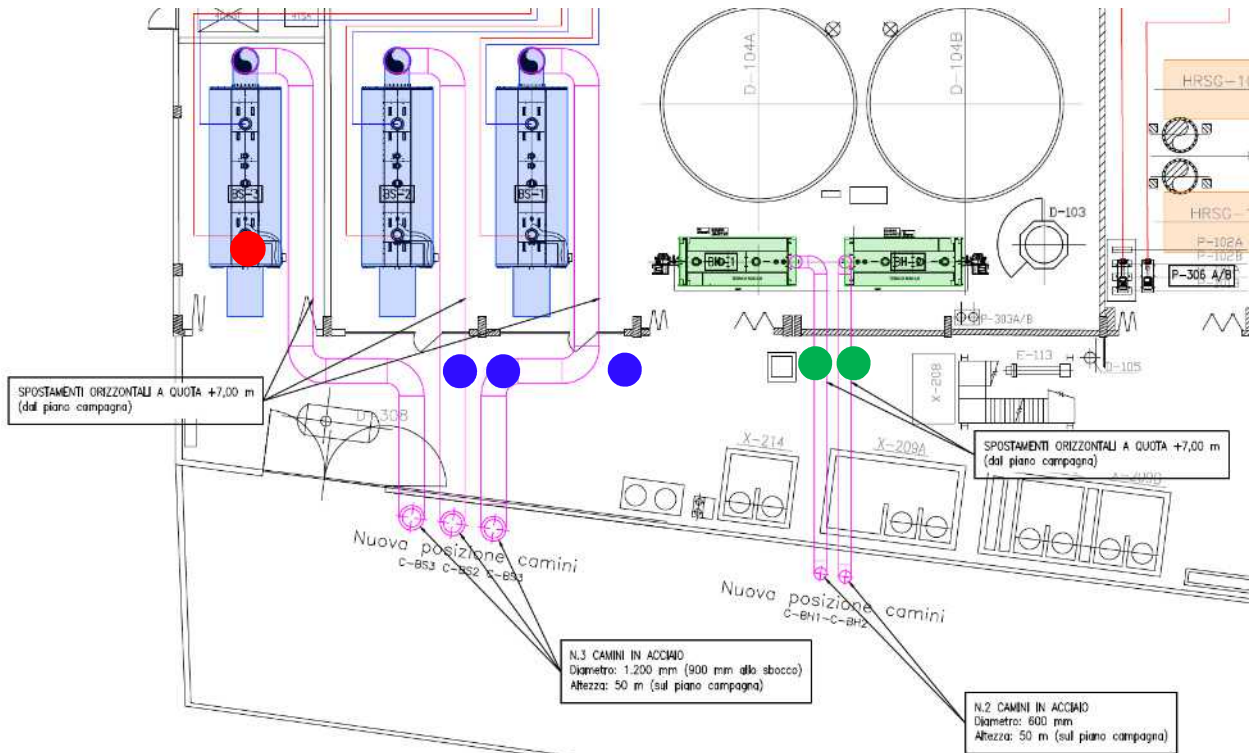 D-104A
D-104B
HRSG-10
BS-3
BS-2
BS-1
D-103
HRSG-
BH-1
BH-2
P-102A
P-102B
P-306 A/B
P-303A/B
E-113
D-105
X-208
SPOSTAMENTI ORIZZONTALI A QUOTA +7,00 m
(dal piano campagna)
D-308
X-214
X-209A
SPOSTAMENTI ORIZZONTALI A QUOTA +7,00 m
(dal piano campagna)
Nuova posizione camini
C-BS3 C-BS2 C-BS3
Nuova posizione camini
C-BH1-C-BH2
N.3 CAMINI IN ACCIAIO
Diametro: 1.200 mm (900 mm allo sbocco)
Altezza: 50 m (sul piano campagna)
N.2 CAMINI IN ACCIAIO
Diametro: 600 mm
Altezza: 50 m (sul piano campagna)